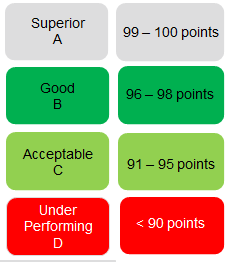 Superior
A
99 – 100 points
Good
B
96 – 98 points
Acceptable
C
91 – 95 points
Under
Performing
D
< 90 points